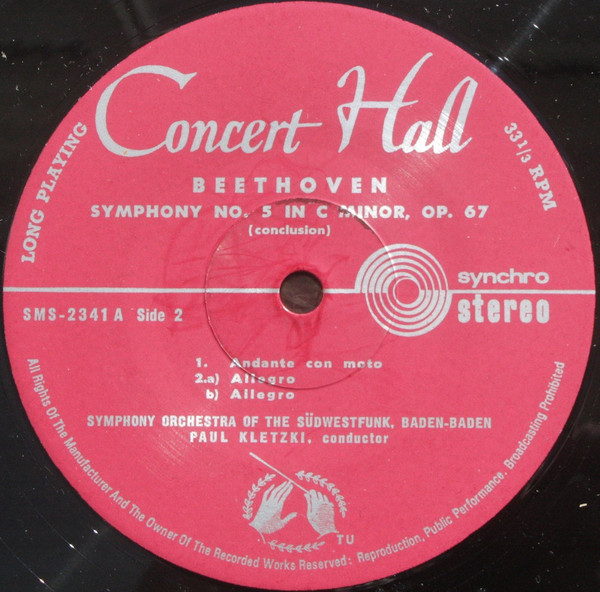 Concert Hall
LONG PLAYING
33 1/3 RPM
BEETHOVEN
SYMPHONY NO. 5 IN C MINOR, OP. 67
(conclusion)
synchro
stereo
SMS-2341 A Side 2
1. Andante con moto
2.a) Allegro
b) Allegro
SYMPHONY ORCHESTRA OF THE SÜDWESTFUNK, BADEN-BADEN
PAUL KLETZKI, conductor
TU
All Rights Of The Manufacturer And The Owner Of The Recorded Works Reserved: Reproduction, Public Performance, Broadcasting Prohibited